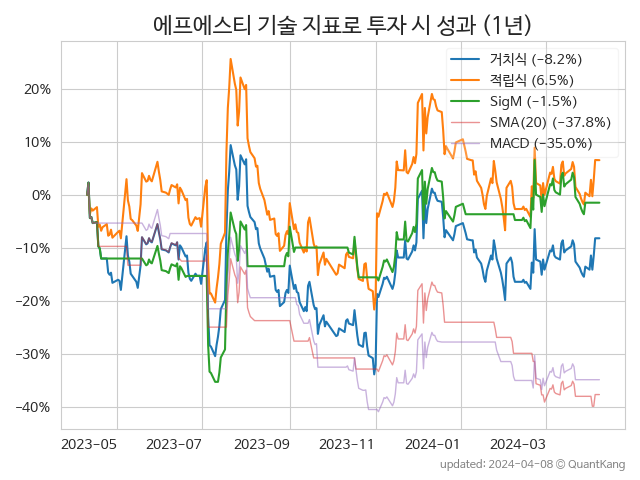 에프에스티 기술 지표로 투자 시 성과 (1년)
거치식 (−8.2%)
적립식 (6.5%)
SigM (−1.5%)
SMA(20) (−37.8%)
MACD (−35.0%)
20%
10%
0%
−10%
−20%
−30%
−40%
2023-05 2023-07 2023-09 2023-11 2024-01 2024-03
updated: 2024-04-08 ⓒ QuantKang